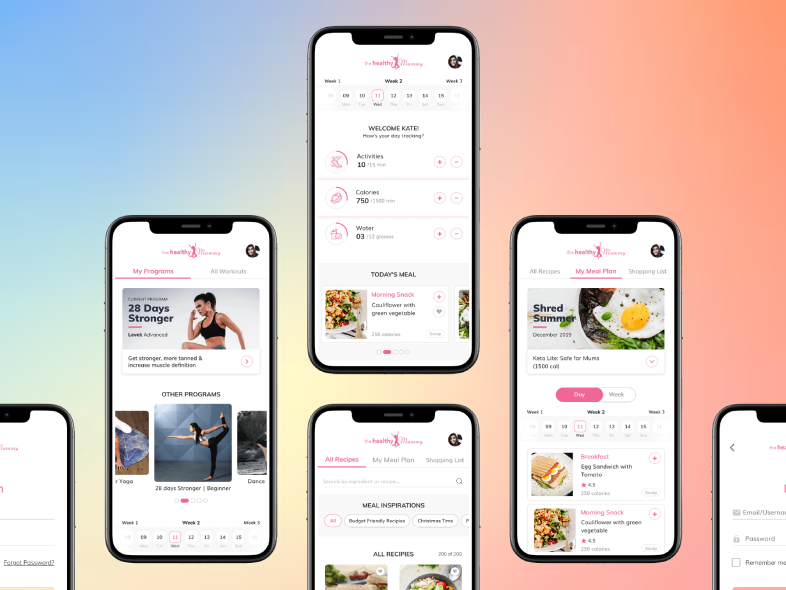 the healthy Mummy
Week 1 Week 2 Week 3
08 09 10 11 12 13 14 15 16
Mon Tue Wed Thu Fri Sat Sun
WELCOME KATE!
How's your day tracking?
Activities
10 /15 min
Calories
750 /1500 min
Water
03 /12 glasses
TODAY'S MEAL
Morning Snack
Cauliflower with
green vegetable
256 calories Swap
the healthy Mummy
My Programs All Workouts
CURRENT PROGRAM
28 Days
Stronger
Level: Advanced
Get stronger, more tanned &
increase muscle definition
OTHER PROGRAMS
r Yoga
28 days Stronger | Beginner
Dance
Week 1 Week 2 Week 3
08 09 10 11 12 13 14 15 16
Mon Tue Wed Thu Fri Sat Sun
the healthy Mummy
All Recipes My Meal Plan Shopping List
Search by ingredient or recipe...
MEAL INSPIRATIONS
All Budget Friendly Recipes Christmas Time P
ALL RECIPES 200 of 200
the healthy Mummy
All Recipes My Meal Plan Shopping List
Shred
Summer
December 2019
Keto Lite: Safe for Mums
(1500 call
Day Week
Week 1 Week 2 Week 3
08 09 10 11 12 13 14 15 16
Mon Tue Wed Thu Fri Sat Sun
Breakfast
Egg Sandwich with
Tomato
4.5
256 calories Swap
Morning Snack
Cauliflower with green
vegetable
4.5
256 calories Swap
Mummy
n
Forgot Password?
the hea
Email/Userna
Password
Remember me